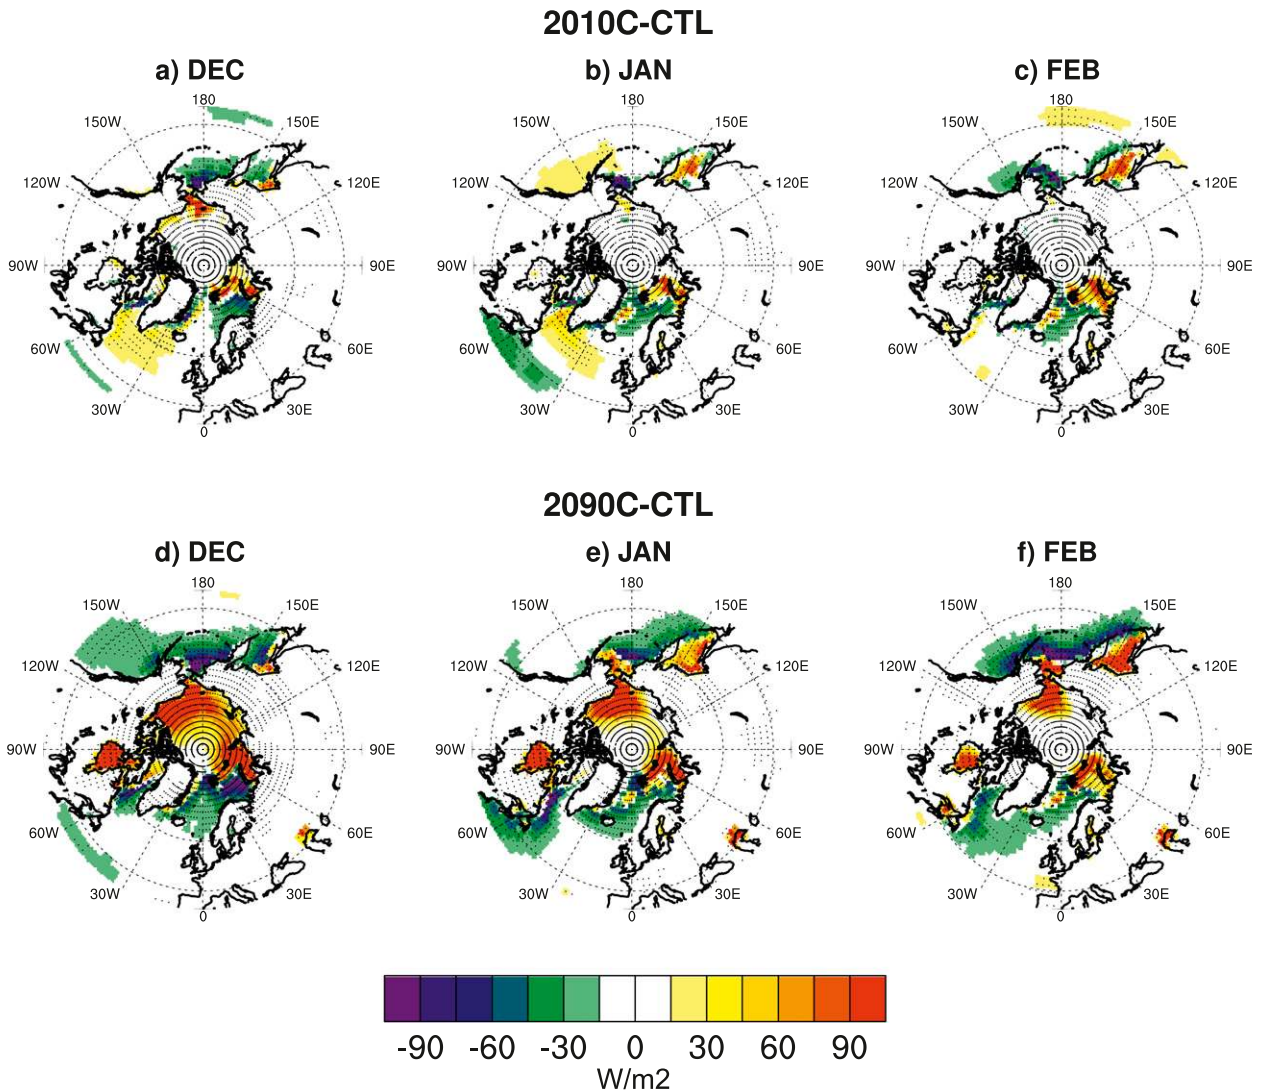 2010C-CTL
a) DEC
b) JAN
c) FEB
180 180 180
150W 150E 150W 150E 150W 150E
120W 120E 120W 120E 120W 120E
90W 90E 90W 90E 90W 90E
60W 60E 60W 60E 60W 60E
30W 30E 30W 30E 30W 30E
0 0 0
2090C-CTL
d) DEC
e) JAN
f) FEB
180 180 180
150W 150E 150W 150E 150W 150E
120W 120E 120W 120E 120W 120E
90W 90E 90W 90E 90W 90E
60W 60E 60W 60E 60W 60E
30W 30E 30W 30E 30W 30E
0 0 0
-90 -60 -30 0 30 60 90
W/m2